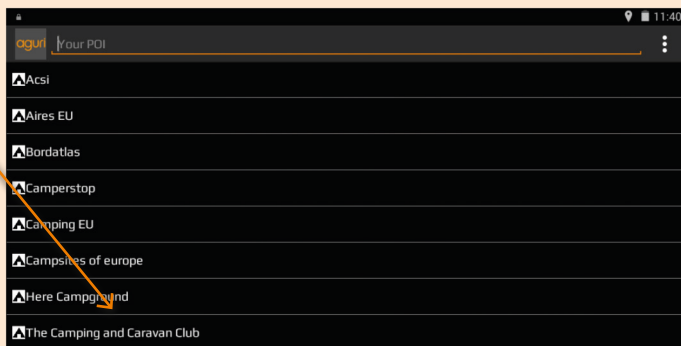 11:40
aguri Your POI
Acsi
Aires EU
Bordatlas
Camperstop
Camping EU
Campsites of europe
Here Campground
The Camping and Caravan Club